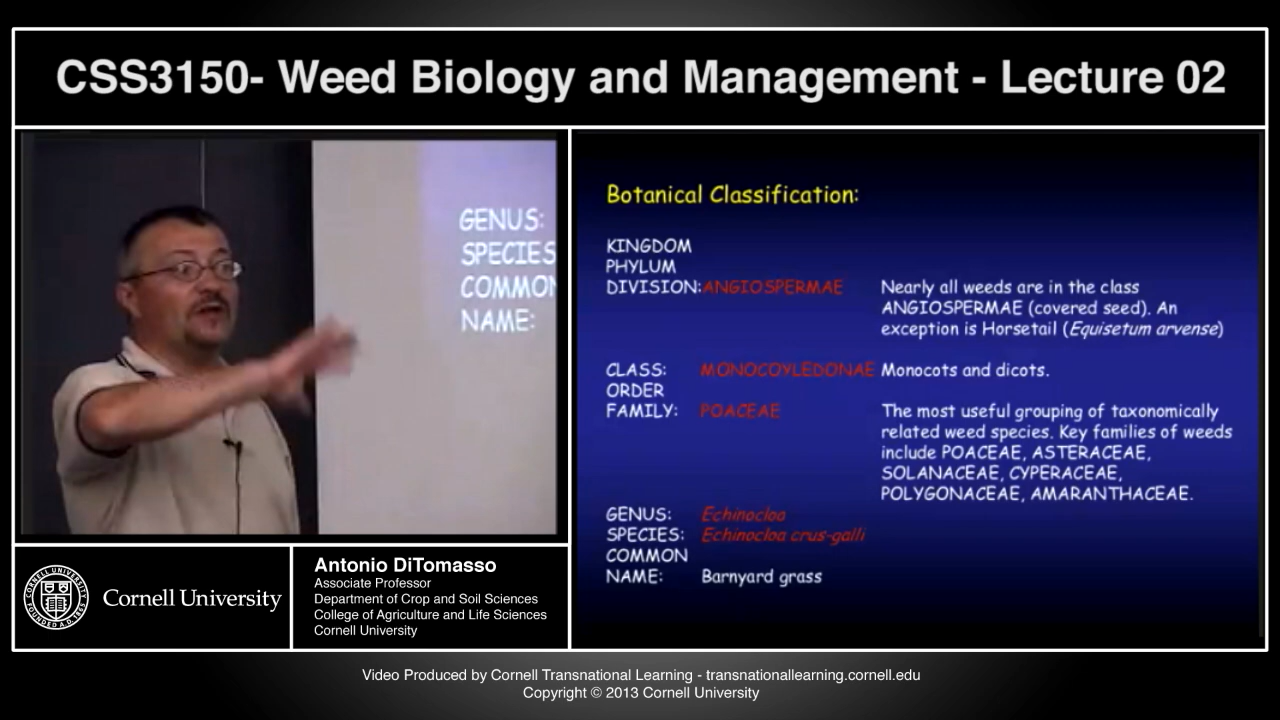 CSS3150- Weed Biology and Management - Lecture 02
GENUS:
SPECIES
COMMON
NAME:
Botanical Classification:
KINGDOM
PHYLUM
DIVISION: ANGIOSPERMAE Nearly all weeds are in the class
ANGIOSPERMAE (covered seed). An
exception is Horsetail (Equisetum arvense)
CLASS: MONOCOYLEDONAE Monocots and dicots.
ORDER
FAMILY: POACEAE The most useful grouping of taxonomically
related weed species. Key families of weeds
include POACEAE, ASTERACEAE,
SOLANACEAE, CYPERACEAE,
POLYGONACEAE, AMARANTHACEAE.
GENUS: Echinocloa
SPECIES: Echinocloa crus-galli
COMMON
NAME: Barnyard grass
Cornell University
Antonio DiTomasso
Associate Professor
Department of Crop and Soil Sciences
College of Agriculture and Life Sciences
Cornell University
Video Produced by Cornell Transnational Learning - transnationallearning.cornell.edu
Copyright © 2013 Cornell University